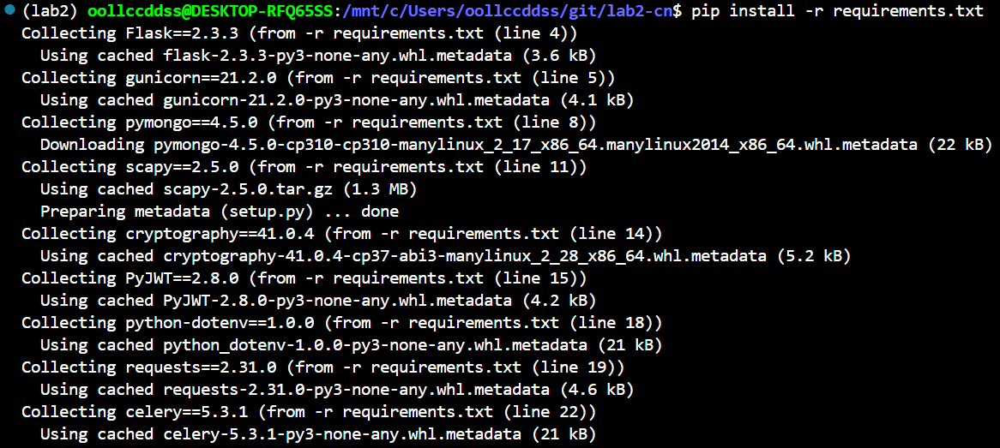 (lab2) oollccddss@DESKTOP-RFQ65SS:/mnt/c/Users/oollccddss/git/lab2-cn$ pip install -r requirements.txt
Collecting Flask==2.3.3 (from -r requirements.txt (line 4))
  Using cached flask-2.3.3-py3-none-any.whl.metadata (3.6 kB)
Collecting gunicorn==21.2.0 (from -r requirements.txt (line 5))
  Using cached gunicorn-21.2.0-py3-none-any.whl.metadata (4.1 kB)
Collecting pymongo==4.5.0 (from -r requirements.txt (line 8))
  Downloading pymongo-4.5.0-cp310-cp310-manylinux_2_17_x86_64.manylinux2014_x86_64.whl.metadata (22 kB)
Collecting scapy==2.5.0 (from -r requirements.txt (line 11))
  Using cached scapy-2.5.0.tar.gz (1.3 MB)
  Preparing metadata (setup.py) ... done
Collecting cryptography==41.0.4 (from -r requirements.txt (line 14))
  Using cached cryptography-41.0.4-cp37-abi3-manylinux_2_28_x86_64.whl.metadata (5.2 kB)
Collecting PyJWT==2.8.0 (from -r requirements.txt (line 15))
  Using cached PyJWT-2.8.0-py3-none-any.whl.metadata (4.2 kB)
Collecting python-dotenv==1.0.0 (from -r requirements.txt (line 18))
  Using cached python_dotenv-1.0.0-py3-none-any.whl.metadata (21 kB)
Collecting requests==2.31.0 (from -r requirements.txt (line 19))
  Using cached requests-2.31.0-py3-none-any.whl.metadata (4.6 kB)
Collecting celery==5.3.1 (from -r requirements.txt (line 22))
  Using cached celery-5.3.1-py3-none-any.whl.metadata (21 kB)